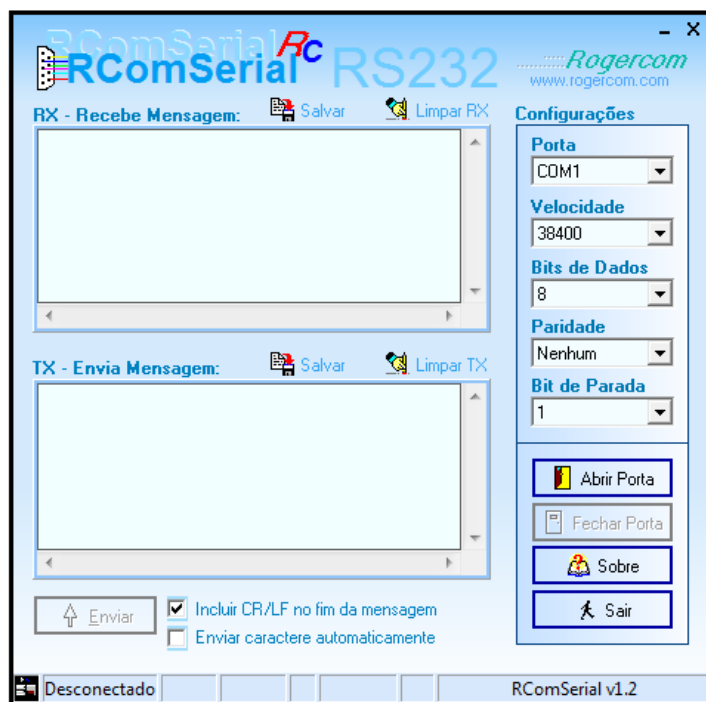 RComSerial
RComSerial RC RS232
Rogercom
www.rogercom.com
RX - Recebe Mensagem: Salvar Limpar RX
Configurações
Porta
COM1
Velocidade
38400
Bits de Dados
8
Paridade
Nenhum
Bit de Parada
1
TX - Envia Mensagem: Salvar Limpar TX
Abrir Porta
Fechar Porta
Sobre
Sair
Enviar
Incluir CR/LF no fim da mensagem
Enviar caractere automaticamente
Desconectado RComSerial v1.2